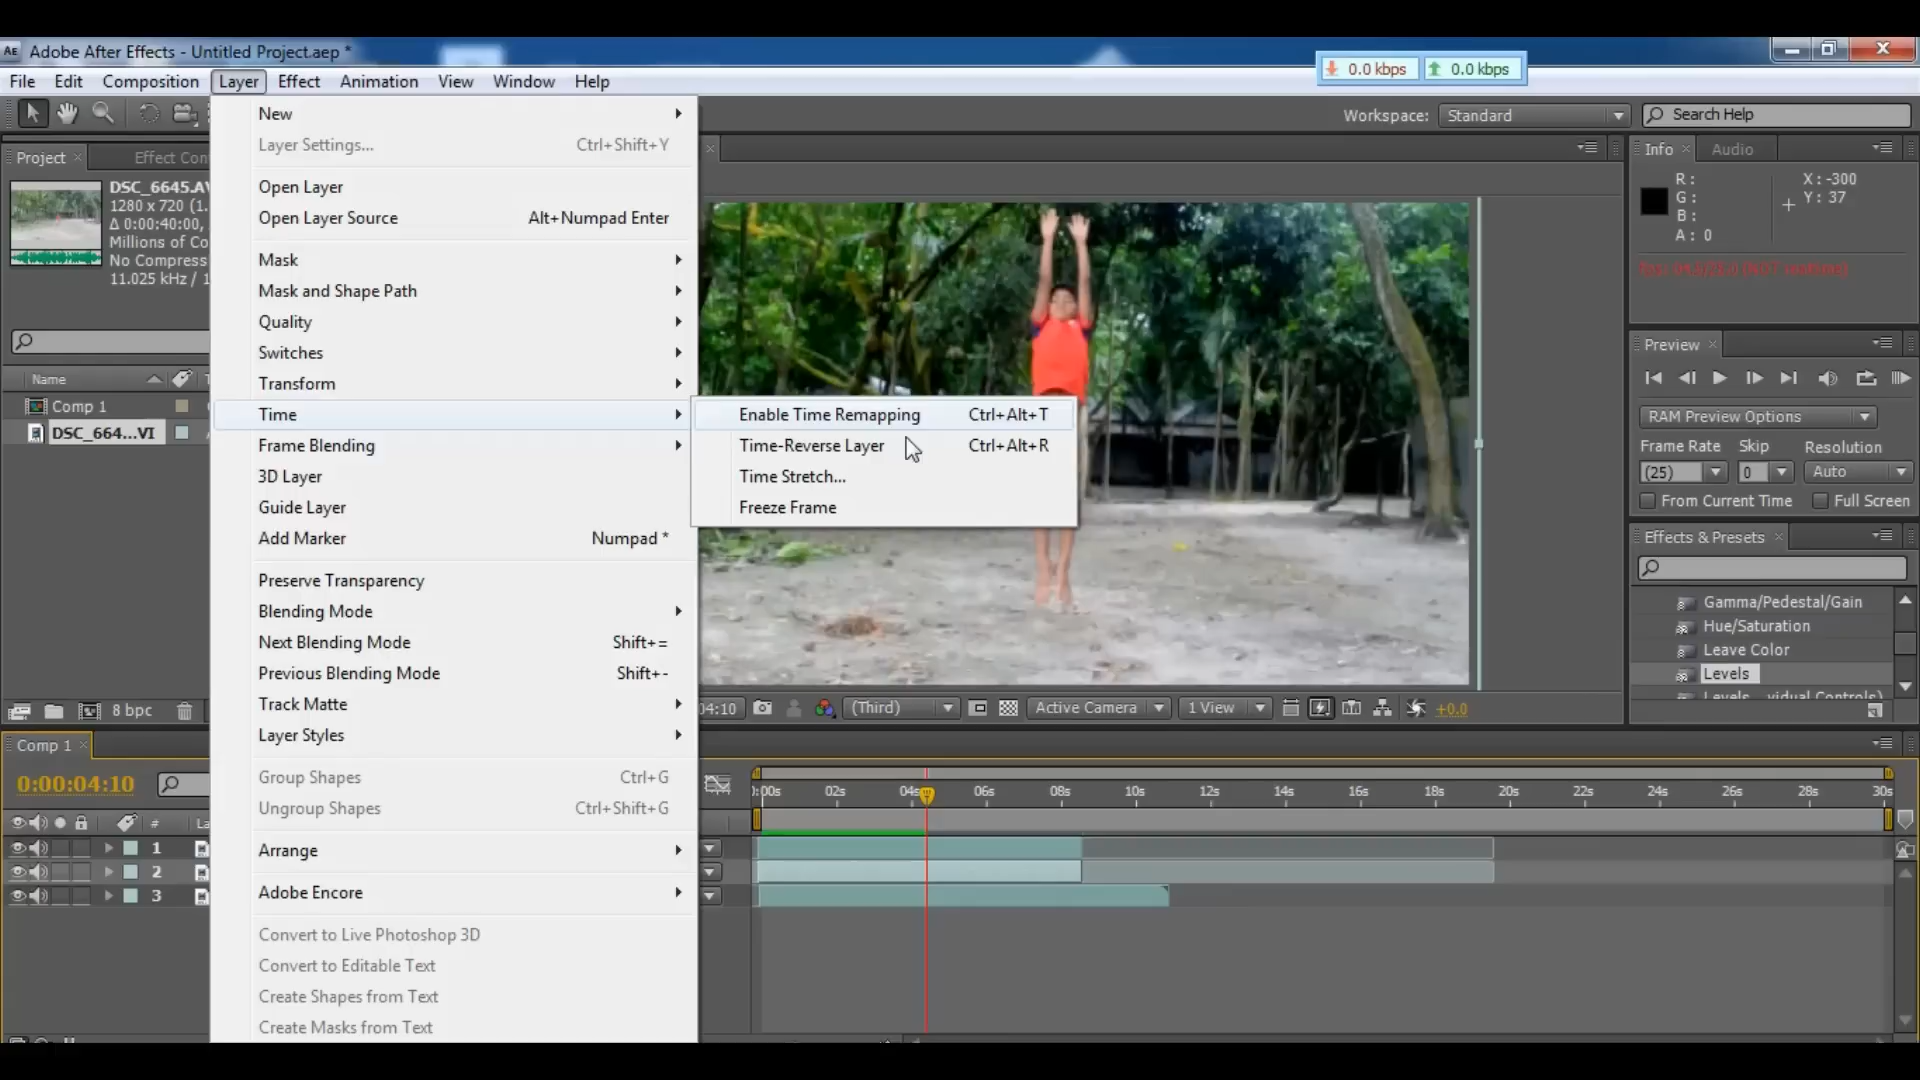 AE Adobe After Effects - Untitled Project.aep *
0.0 kbps 0.0 kbps
File Edit Composition Layer Effect Animation View Window Help
Workspace: Standard Search Help
Project Effect Con Info Audio
DSC_6645.AV
1280 x 720 (1.
Δ 0:00:40:00,
Millions of Co
No Compress
11.025 kHz / 1
R:
G:
B:
A: 0
X: -300
Y: 37
New
Layer Settings... Ctrl+Shift+Y
Open Layer
Open Layer Source Alt+Numpad Enter
Mask
Mask and Shape Path
Quality
Switches
Transform
Time
Frame Blending
3D Layer
Guide Layer
Add Marker Numpad *
Preserve Transparency
Blending Mode
Next Blending Mode Shift+=
Previous Blending Mode Shift+-
Track Matte
Layer Styles
Group Shapes Ctrl+G
Ungroup Shapes Ctrl+Shift+G
Arrange
Adobe Encore
Convert to Live Photoshop 3D
Convert to Editable Text
Create Shapes from Text
Create Masks from Text
Enable Time Remapping Ctrl+Alt+T
Time-Reverse Layer Ctrl+Alt+R
Time Stretch...
Freeze Frame
Name
Comp 1
DSC_664...VI
8 bpc
Preview
RAM Preview Options
Frame Rate Skip Resolution
(25) 0 Auto
From Current Time Full Screen
Effects & Presets
Gamma/Pedestal/Gain
Hue/Saturation
Leave Color
Levels
04:10 (Third) Active Camera 1 View +0.0
Comp 1
0:00:04:10
0:00s 02s 04s 06s 08s 10s 12s 14s 16s 18s 20s 22s 24s 26s 28s 30s
# La
1
2
3